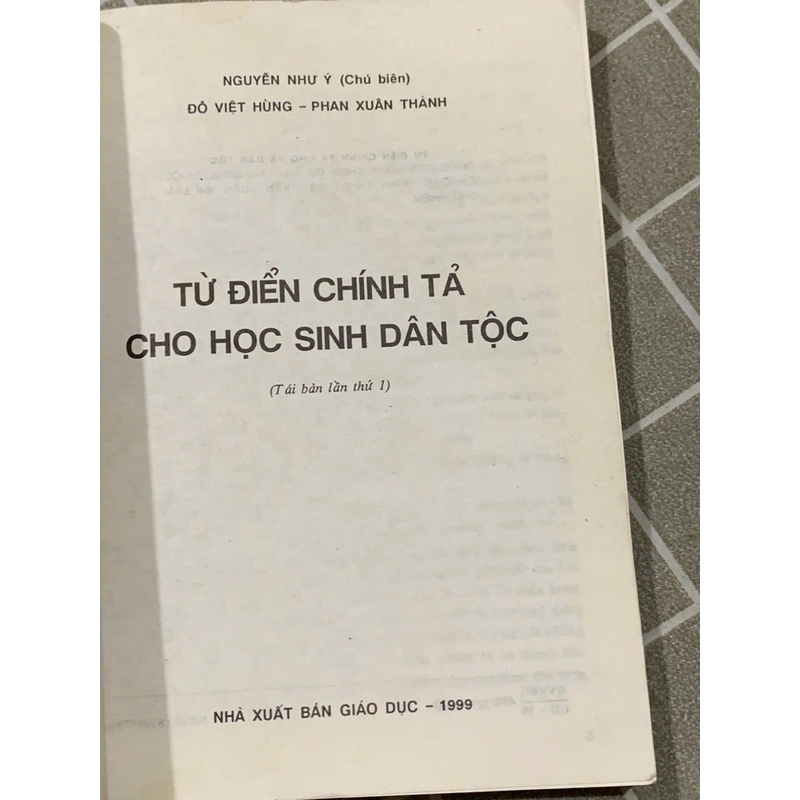 NGUYỄN NHƯ Ý (Chủ biên)
ĐỖ VIỆT HÙNG – PHAN XUÂN THÀNH
TỪ ĐIỂN CHÍNH TẢ
CHO HỌC SINH DÂN TỘC
(Tái bản lần thứ 1)
NHÀ XUẤT BẢN GIÁO DỤC – 1999